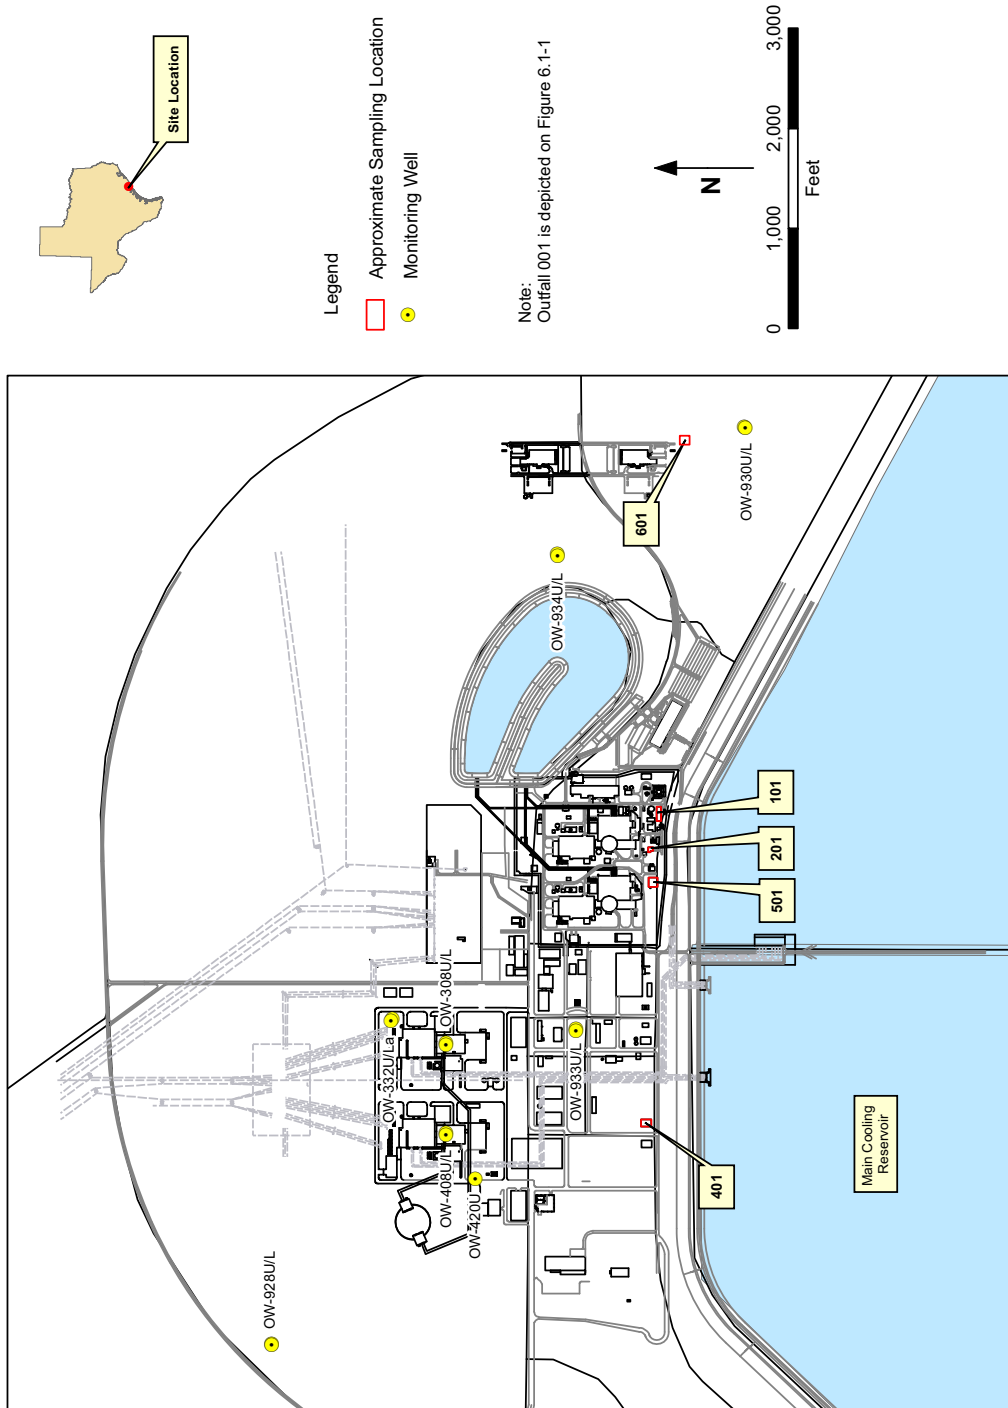 Site Location
Legend
Approximate Sampling Location
Monitoring Well
Note:
Outfall 001 is depicted on Figure 6.1-1
N
0
1,000
2,000
3,000
Feet
OW-928U/L
OW-420U
OW-408U/L
OW-332U/La
OW-308U/L
OW-933U/L
OW-934U/L
OW-930U/L
401
501
201
101
601
Main Cooling
Reservoir